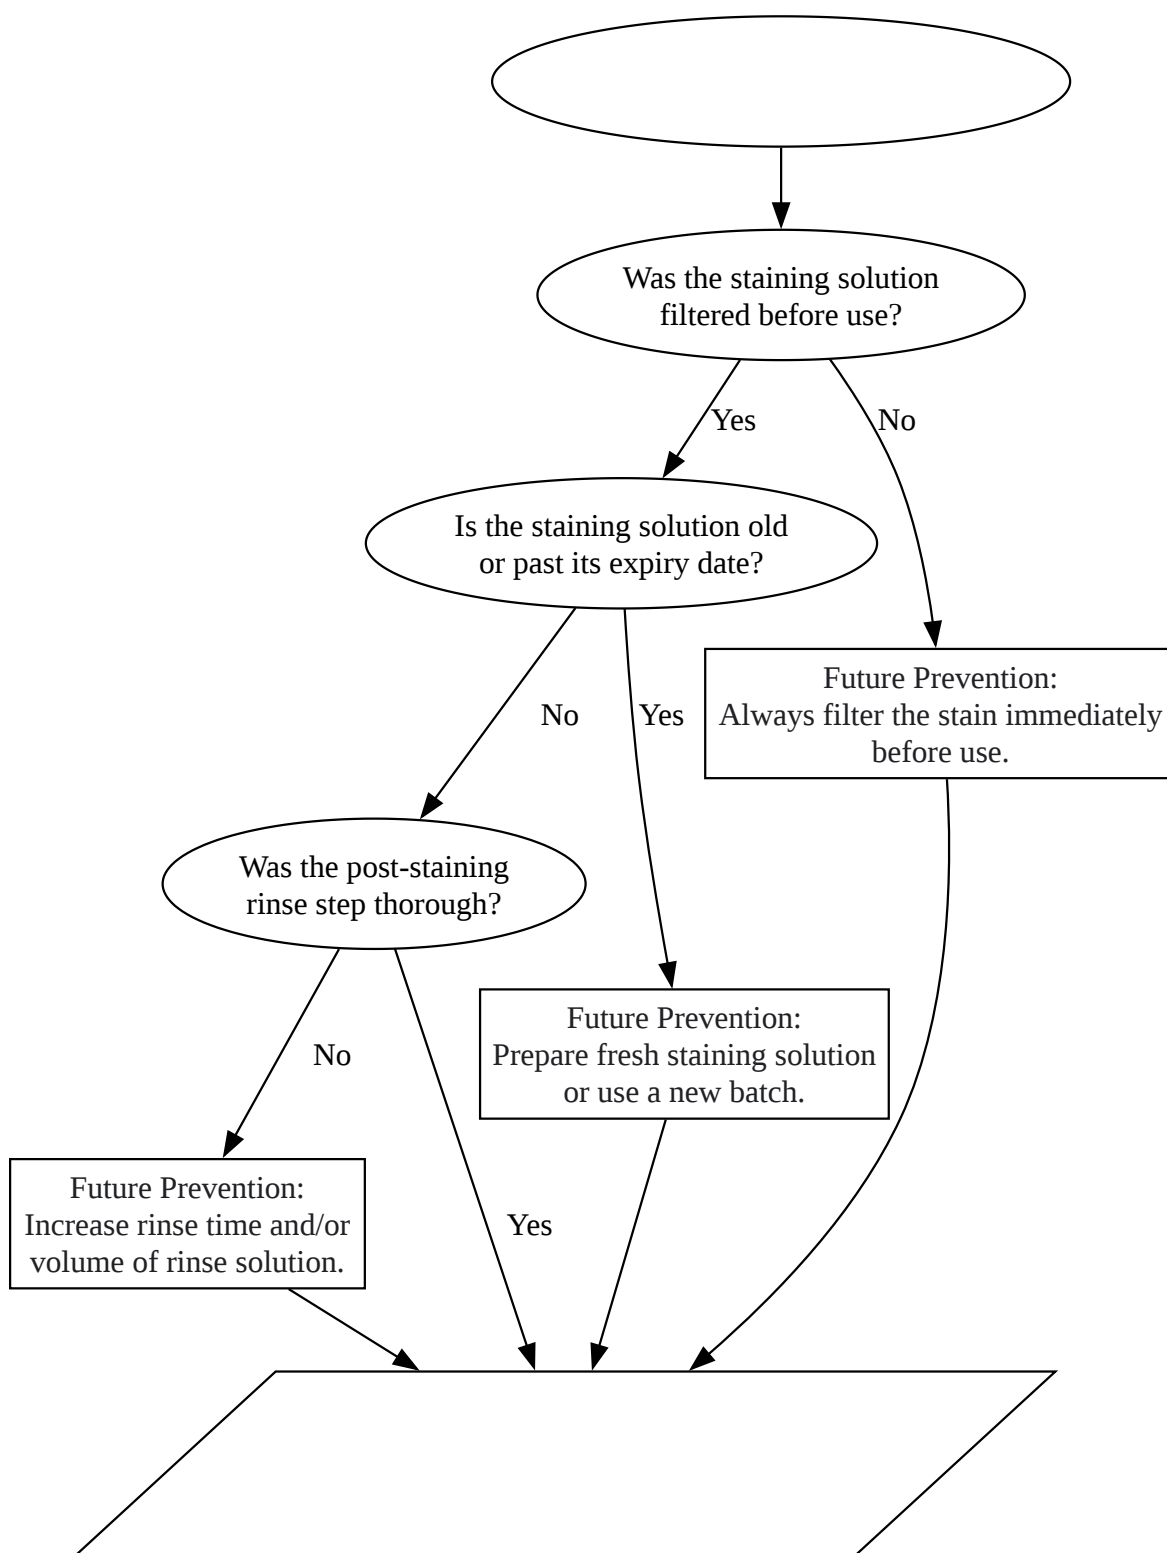 Was the staining solution
filtered before use?
Yes
No
Is the staining solution old
or past its expiry date?
Future Prevention:
Always filter the stain immediately
before use.
No
Yes
Was the post-staining
rinse step thorough?
Future Prevention:
Prepare fresh staining solution
or use a new batch.
No
Future Prevention:
Increase rinse time and/or
volume of rinse solution.
Yes